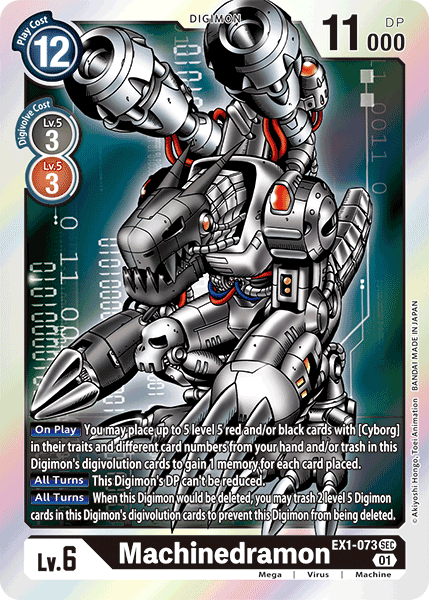 DIGIMON
Play Cost
12
11000
DP
Digivolve Cost
Lv.5
3
Lv.5
3
On Play You may place up to 5 level 5 red and/or black cards with [Cyborg]
in their traits and different card numbers from your hand and/or trash in this
Digimon's digivolution cards to gain 1 memory for each card placed.
All Turns This Digimon's DP can't be reduced.
All Turns When this Digimon would be deleted, you may trash 2 level 5 Digimon
cards in this Digimon's digivolution cards to prevent this Digimon from being deleted.
©Akiyoshi Hongo, Toei Animation BANDAI MADE IN JAPAN
Lv.6
Machinedramon
EX1-073 SEC
01
Mega | Virus | Machine